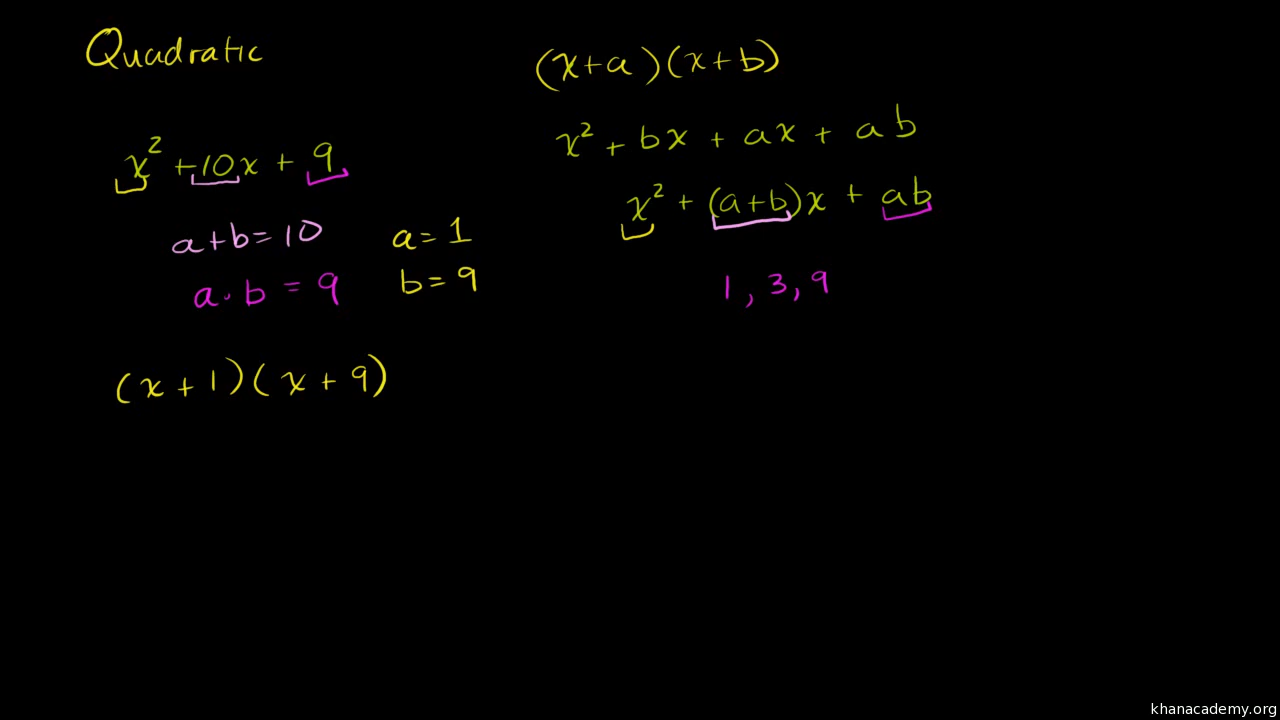 Quadratic
x² + 10x + 9
a+b = 10
a · b = 9
a = 1
b = 9
(x + 1)(x + 9)
(x+a)(x+b)
x² + bx + ax + ab
x² + (a+b)x + ab
1, 3, 9
khanacademy.org